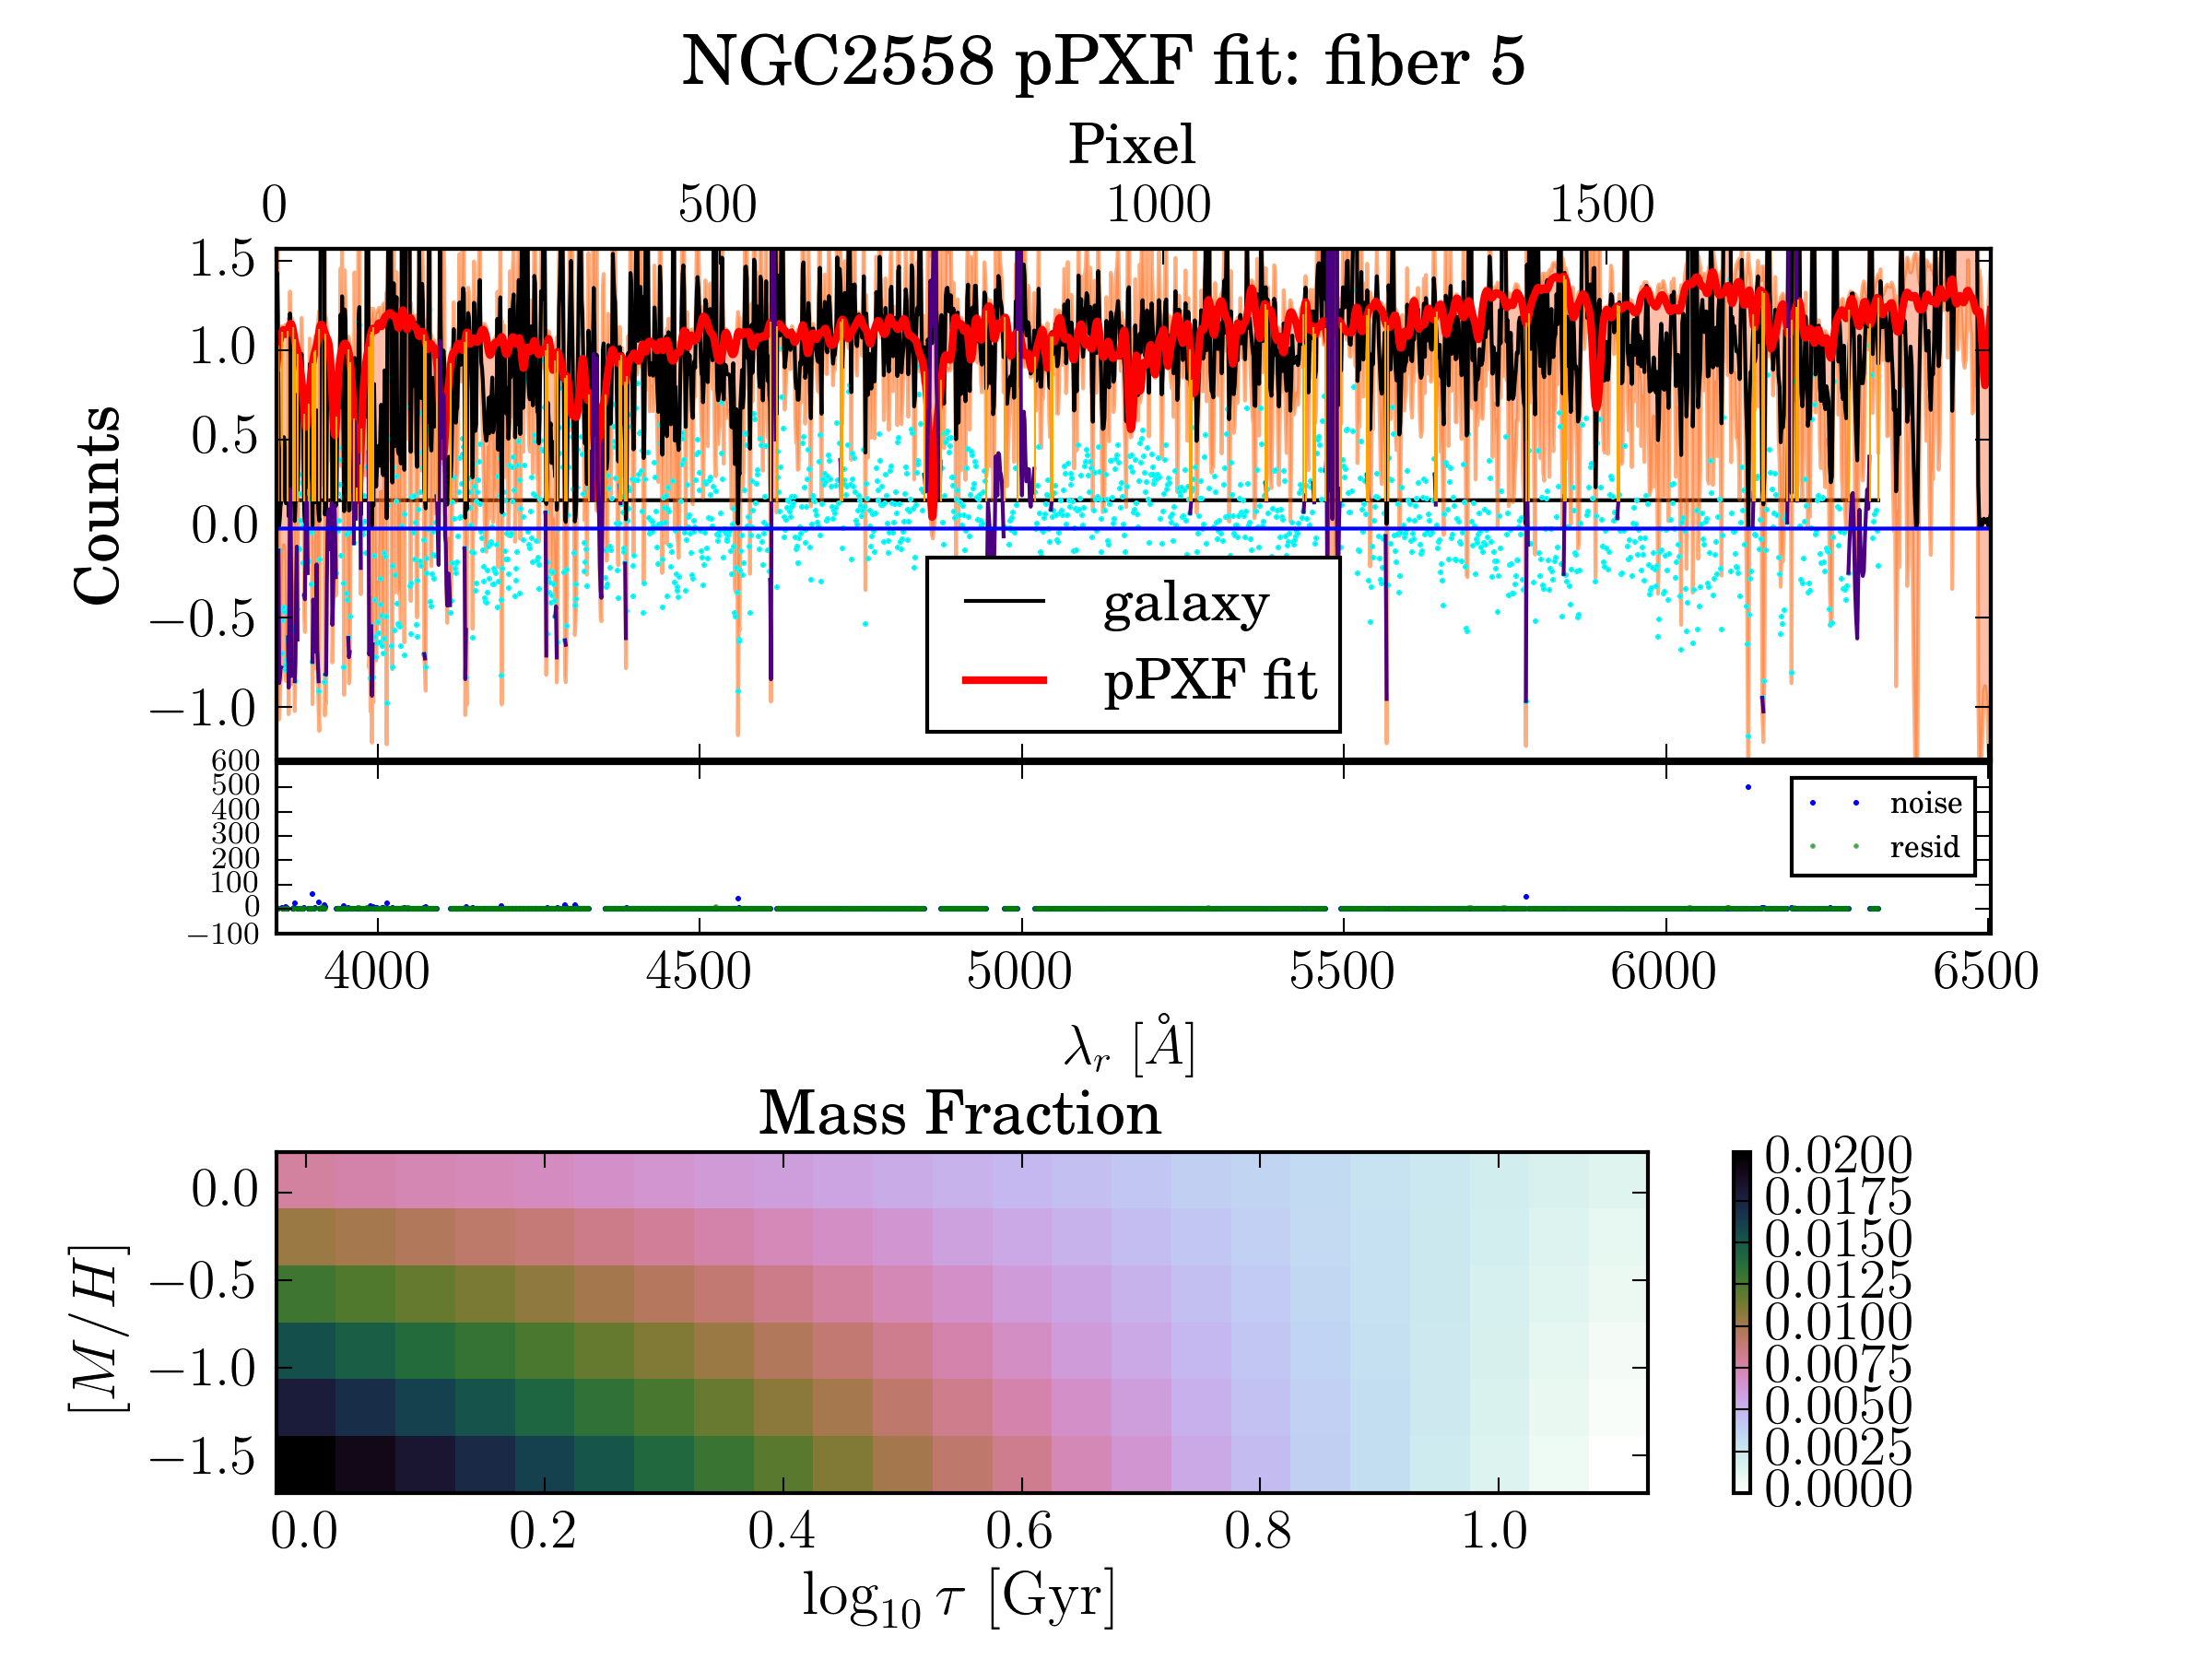 NGC2558 pPXF fit: fiber 5
Pixel
0 500 1000 1500
1.5
1.0
0.5
0.0
−0.5
−1.0
Counts
galaxy
pPXF fit
600
500
400
300
200
100
0
−100
noise
resid
4000 4500 5000 5500 6000 6500
λr [Å]
Mass Fraction
0.0
−0.5
−1.0
−1.5
[M/H]
0.0 0.2 0.4 0.6 0.8 1.0
log10 τ [Gyr]
0.0200
0.0175
0.0150
0.0125
0.0100
0.0075
0.0050
0.0025
0.0000